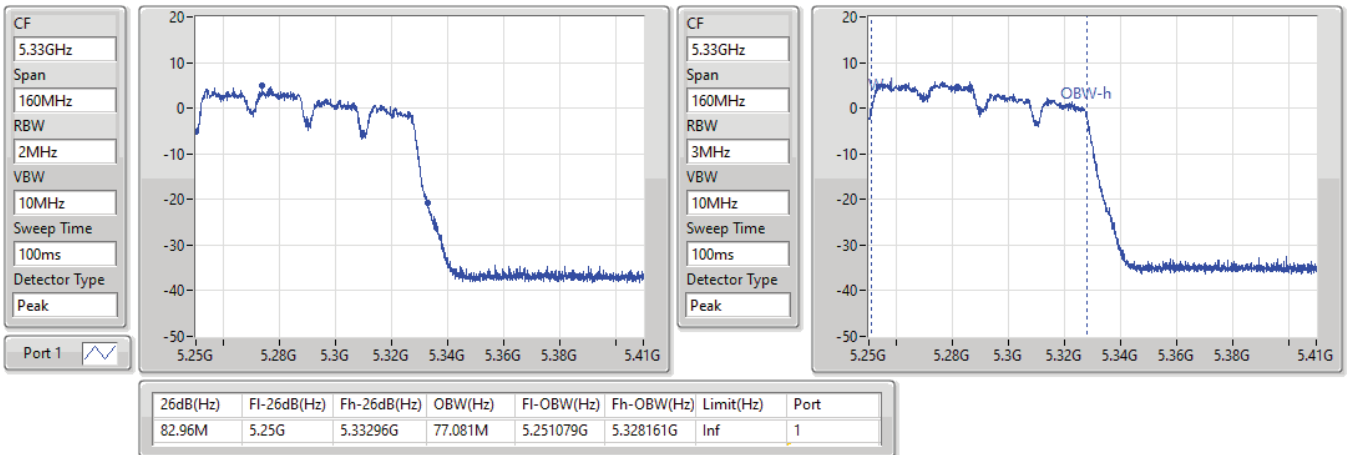 CF
5.33GHz
Span
160MHz
RBW
2MHz
VBW
10MHz
Sweep Time
100ms
Detector Type
Peak
Port 1
20
10
0
-10
-20
-30
-40
-50
5.25G 5.28G 5.3G 5.32G 5.34G 5.36G 5.38G 5.41G
CF
5.33GHz
Span
160MHz
RBW
3MHz
VBW
10MHz
Sweep Time
100ms
Detector Type
Peak
20
10
0
-10
-20
-30
-40
-50
OBW-h
5.25G 5.28G 5.3G 5.32G 5.34G 5.36G 5.38G 5.41G
26dB(Hz) Fl-26dB(Hz) Fh-26dB(Hz) OBW(Hz) Fl-OBW(Hz) Fh-OBW(Hz) Limit(Hz) Port
82.96M 5.25G 5.33296G 77.081M 5.251079G 5.328161G Inf 1